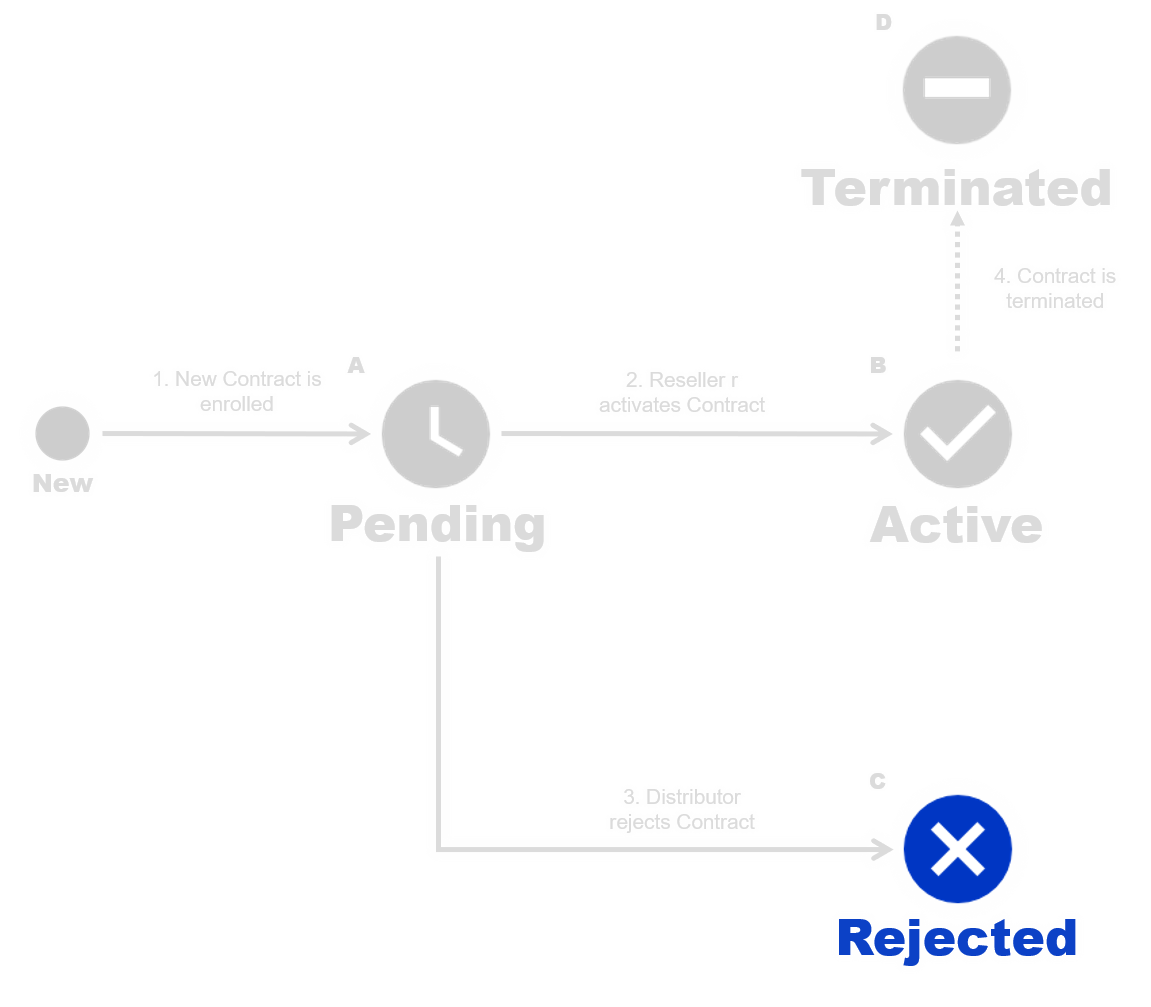 D
Terminated
4. Contract is
terminated
A
B
1. New Contract is
enrolled
2. Reseller r
activates Contract
New
Pending
Active
C
3. Distributor
rejects Contract
Rejected